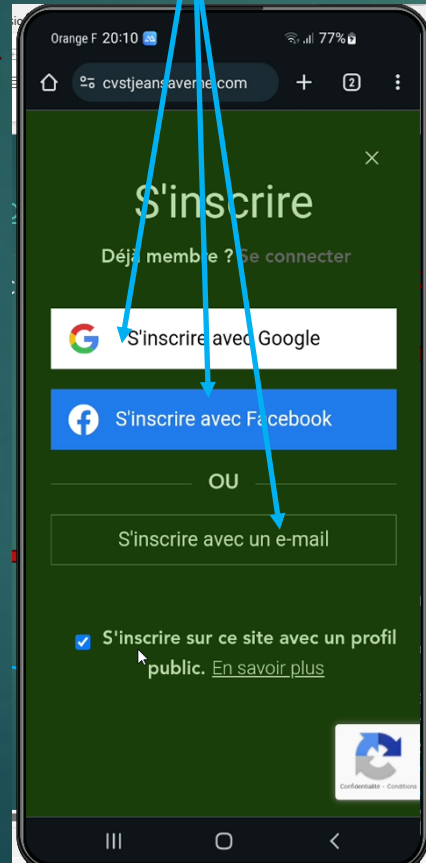 Orange F 20:10 77%
cvstjeansaverne.com + 2
S'inscrire
Déjà membre ? Se connecter
S'inscrire avec Google
S'inscrire avec Facebook
OU
S'inscrire avec un e-mail
S'inscrire sur ce site avec un profil
public. En savoir plus
Confidentialité - Conditions